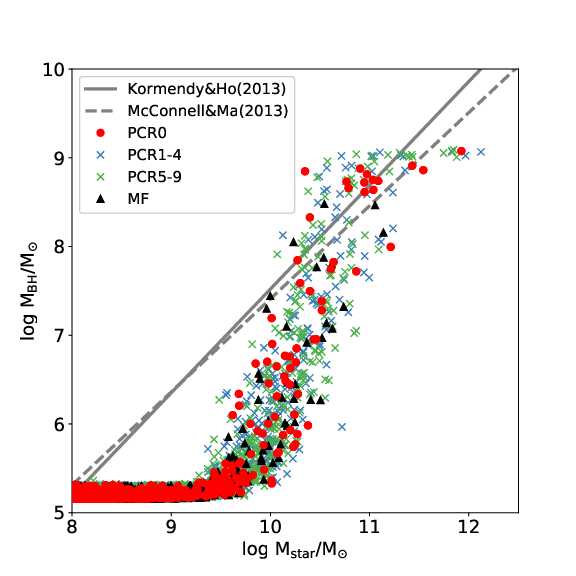 10
9
8
7
6
5
log M_BH/M_⊙
Kormendy&Ho(2013)
McConnell&Ma(2013)
PCR0
PCR1-4
PCR5-9
MF
8 9 10 11 12
log M_star/M_⊙